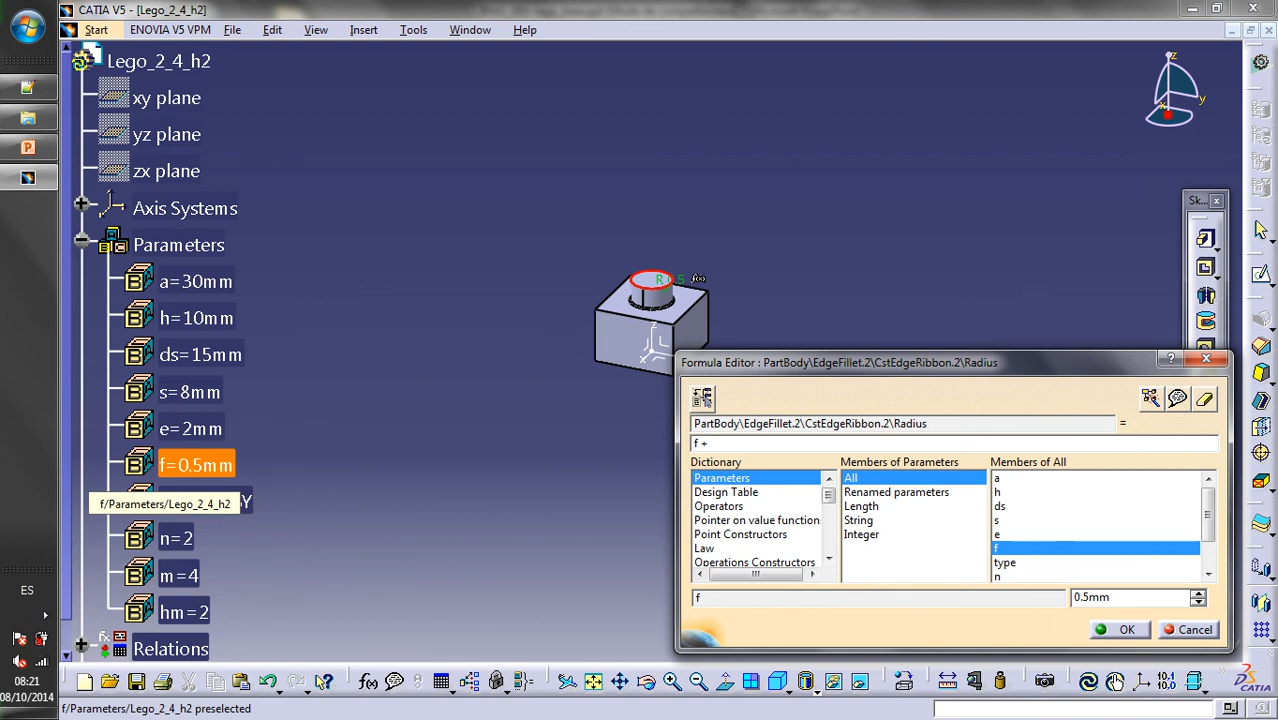 CATIA V5 - [Lego_2_4_h2]
Start ENOVIA V5 VPM File Edit View Insert Tools Window Help
Lego_2_4_h2
xy plane
yz plane
zx plane
Axis Systems
Parameters
a=30mm
h=10mm
ds=15mm
s=8mm
e=2mm
f=0.5mm
f/Parameters/Lego_2_4_h2
n=2
m=4
hm=2
Relations
z
y
x
Sk...
z
x
Formula Editor : PartBody\EdgeFillet.2\CstEdgeRibbon.2\Radius
PartBody\EdgeFillet.2\CstEdgeRibbon.2\Radius =
f +
Dictionary Members of Parameters Members of All
Parameters All a
Design Table Renamed parameters h
Operators Length ds
Pointer on value function String s
Point Constructors Integer e
Law f
Operations Constructors type
n
f 0.5mm
OK Cancel
ES
08:21
08/10/2014
10.1
CATIA
f/Parameters/Lego_2_4_h2 preselected